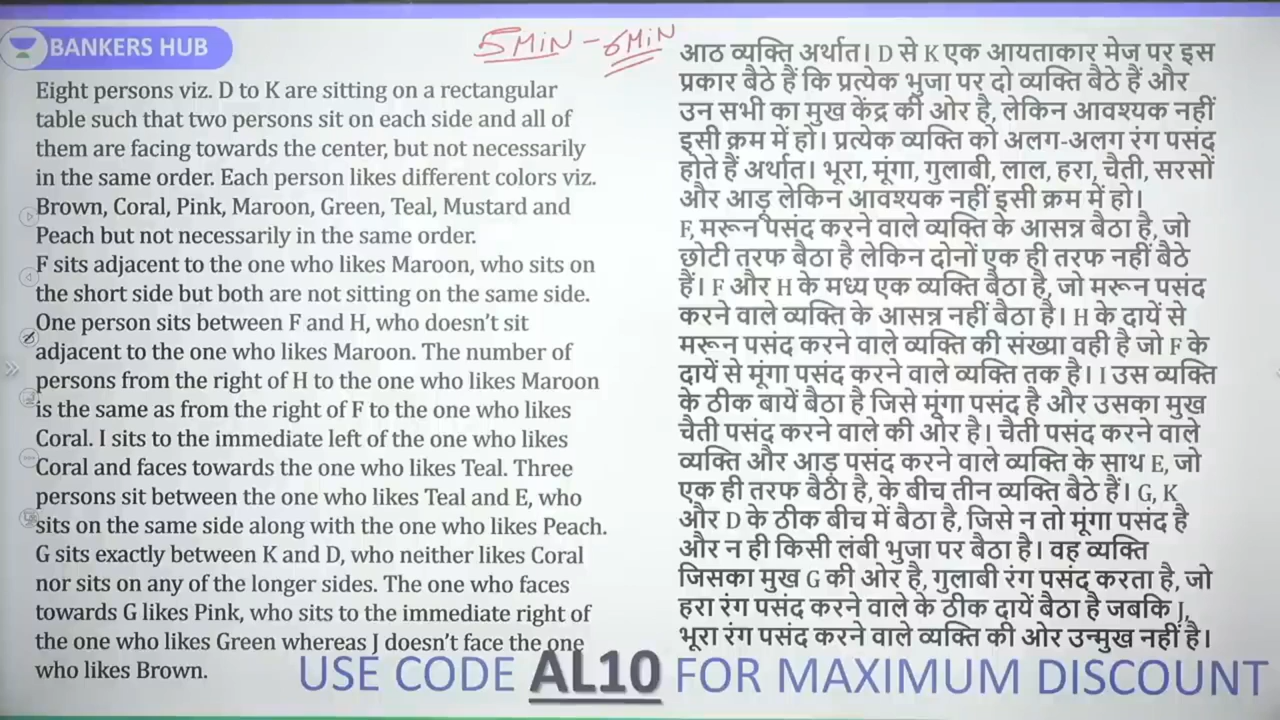 BANKERS HUB
5 MIN - 6 MIN
Eight persons viz. D to K are sitting on a rectangular
table such that two persons sit on each side and all of
them are facing towards the center, but not necessarily
in the same order. Each person likes different colors viz.
Brown, Coral, Pink, Maroon, Green, Teal, Mustard and
Peach but not necessarily in the same order.
F sits adjacent to the one who likes Maroon, who sits on
the short side but both are not sitting on the same side.
One person sits between F and H, who doesn't sit
adjacent to the one who likes Maroon. The number of
persons from the right of H to the one who likes Maroon
is the same as from the right of F to the one who likes
Coral. I sits to the immediate left of the one who likes
Coral and faces towards the one who likes Teal. Three
persons sit between the one who likes Teal and E, who
sits on the same side along with the one who likes Peach.
G sits exactly between K and D, who neither likes Coral
nor sits on any of the longer sides. The one who faces
towards G likes Pink, who sits to the immediate right of
the one who likes Green whereas J doesn't face the one
who likes Brown.
आठ व्यक्ति अर्थात। D से K एक आयताकार मेज पर इस
प्रकार बैठे हैं कि प्रत्येक भुजा पर दो व्यक्ति बैठे हैं और
उन सभी का मुख केंद्र की ओर है, लेकिन आवश्यक नहीं
इसी क्रम में हो। प्रत्येक व्यक्ति को अलग-अलग रंग पसंद
होते हैं अर्थात। भूरा, मूंगा, गुलाबी, लाल, हरा, चैती, सरसों
और आड़ू लेकिन आवश्यक नहीं इसी क्रम में हो।
F, मरून पसंद करने वाले व्यक्ति के आसन्न बैठा है, जो
छोटी तरफ बैठा है लेकिन दोनों एक ही तरफ नहीं बैठे
हैं। F और H के मध्य एक व्यक्ति बैठा है, जो मरून पसंद
करने वाले व्यक्ति के आसन्न नहीं बैठा है। H के दायें से
मरून पसंद करने वाले व्यक्ति की संख्या वही है जो F के
दायें से मूंगा पसंद करने वाले व्यक्ति तक है। I उस व्यक्ति
के ठीक बायें बैठा है जिसे मूंगा पसंद है और उसका मुख
चैती पसंद करने वाले की ओर है। चैती पसंद करने वाले
व्यक्ति और आड़ू पसंद करने वाले व्यक्ति के साथ E, जो
एक ही तरफ बैठा है, के बीच तीन व्यक्ति बैठे हैं। G, K
और D के ठीक बीच में बैठा है, जिसे न तो मूंगा पसंद है
और न ही किसी लंबी भुजा पर बैठा है। वह व्यक्ति
जिसका मुख G की ओर है, गुलाबी रंग पसंद करता है, जो
हरा रंग पसंद करने वाले के ठीक दायें बैठा है जबकि J,
भूरा रंग पसंद करने वाले व्यक्ति की ओर उन्मुख नहीं है।
USE CODE AL10 FOR MAXIMUM DISCOUNT